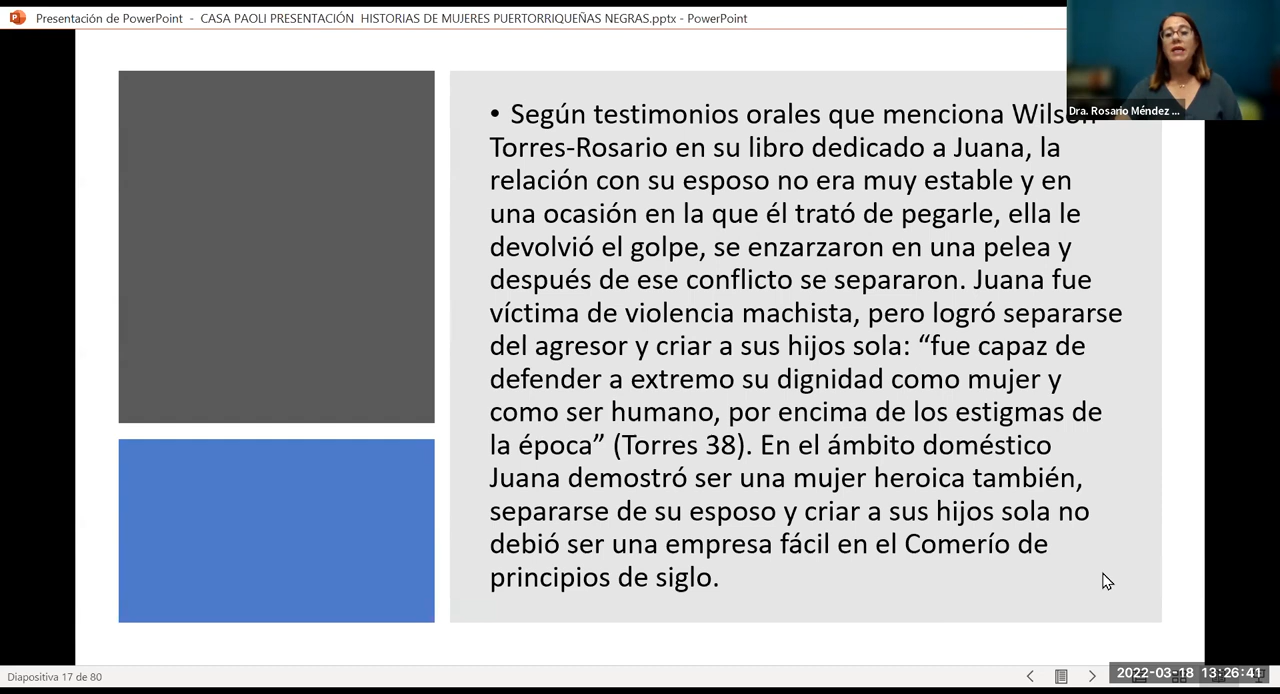 Presentación de PowerPoint - CASA PAOLI PRESENTACIÓN HISTORIAS DE MUJERES PUERTORRIQUEÑAS NEGRAS.pptx - PowerPoint
Dra. Rosario Méndez ...
• Según testimonios orales que menciona Wilson
Torres-Rosario en su libro dedicado a Juana, la
relación con su esposo no era muy estable y en
una ocasión en la que él trató de pegarle, ella le
devolvió el golpe, se enzarzaron en una pelea y
después de ese conflicto se separaron. Juana fue
víctima de violencia machista, pero logró separarse
del agresor y criar a sus hijos sola: “fue capaz de
defender a extremo su dignidad como mujer y
como ser humano, por encima de los estigmas de
la época” (Torres 38). En el ámbito doméstico
Juana demostró ser una mujer heroica también,
separarse de su esposo y criar a sus hijos sola no
debió ser una empresa fácil en el Comerío de
principios de siglo.
Diapositiva 17 de 80
2022-03-18 13:26:41